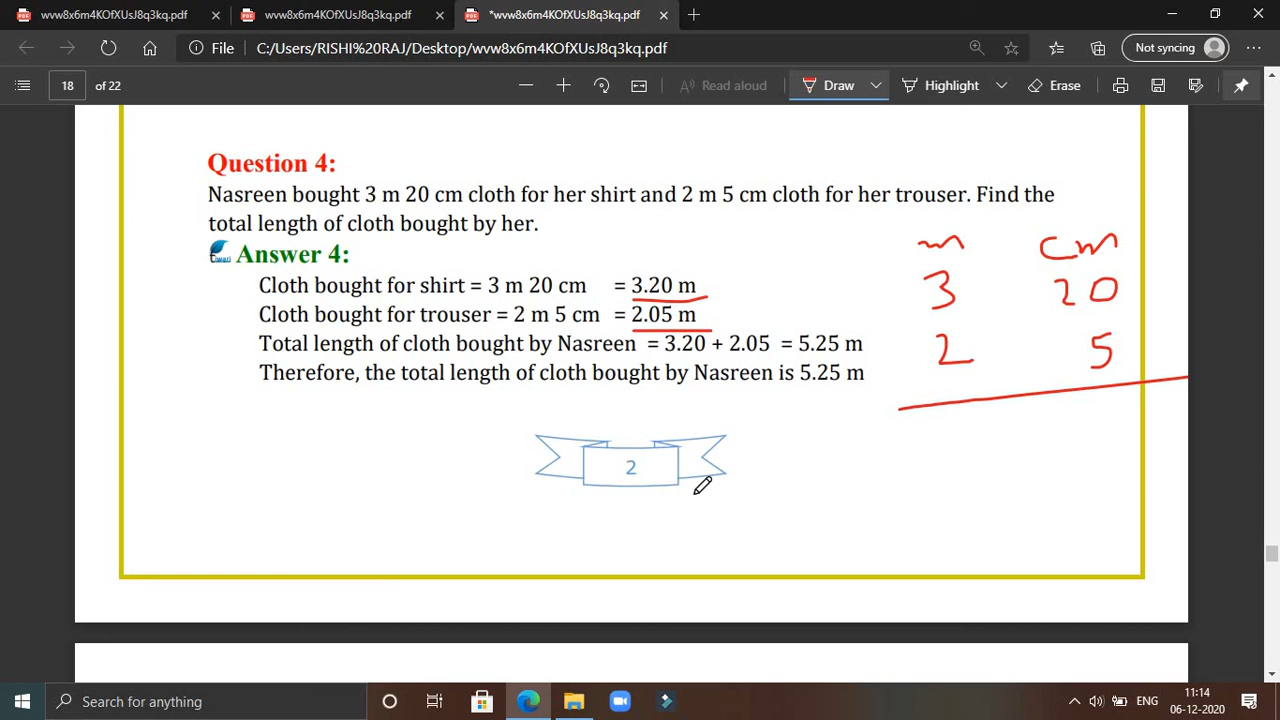 wvw8x6m4KOfXUsJ8q3kq.pdf
wvw8x6m4KOfXUsJ8q3kq.pdf
*wvw8x6m4KOfXUsJ8q3kq.pdf
File
C:/Users/RISHI%20RAJ/Desktop/wvw8x6m4KOfXUsJ8q3kq.pdf
Not syncing
18 of 22
Read aloud
Draw
Highlight
Erase
Question 4:
Nasreen bought 3 m 20 cm cloth for her shirt and 2 m 5 cm cloth for her trouser. Find the
total length of cloth bought by her.
Answer 4:
Cloth bought for shirt = 3 m 20 cm = 3.20 m
Cloth bought for trouser = 2 m 5 cm = 2.05 m
Total length of cloth bought by Nasreen = 3.20 + 2.05 = 5.25 m
Therefore, the total length of cloth bought by Nasreen is 5.25 m
m cm
3 20
2 5
2
Search for anything
ENG
11:14
06-12-2020